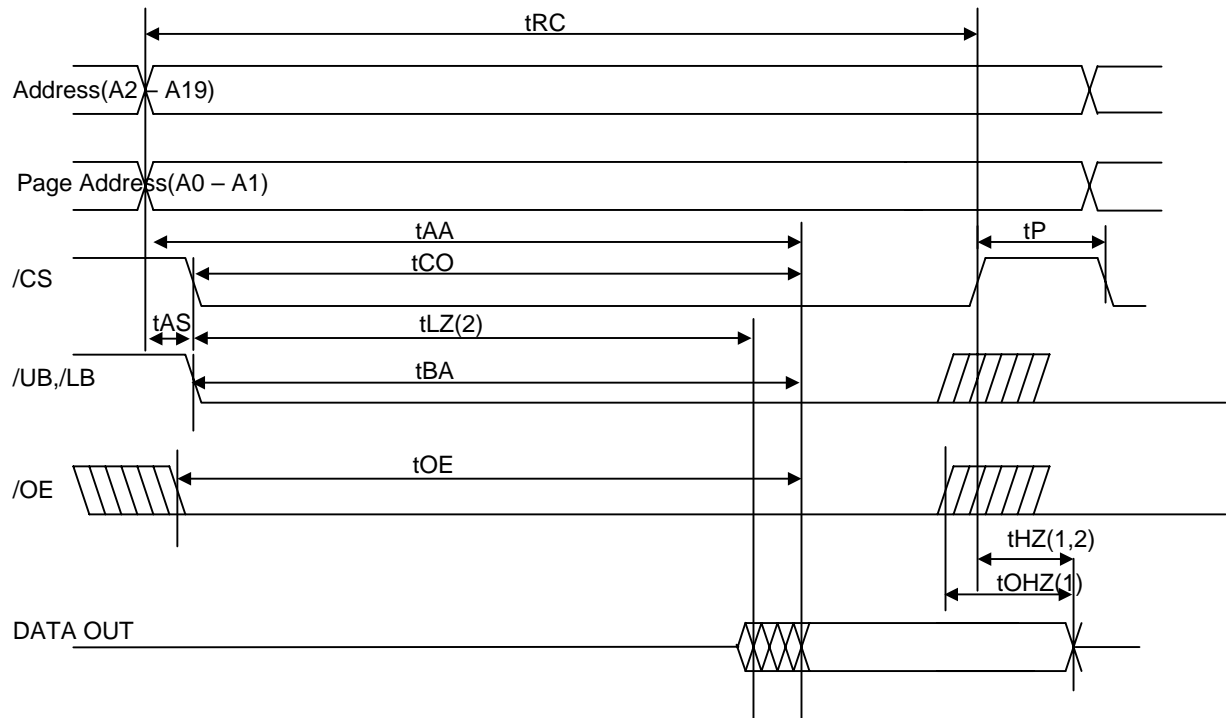 tRC
Address(A2 – A19)
Page Address(A0 – A1)
tAA
tP
tCO
/CS
tAS
tLZ(2)
/UB,/LB
tBA
tOE
/OE
tHZ(1,2)
tOHZ(1)
DATA OUT